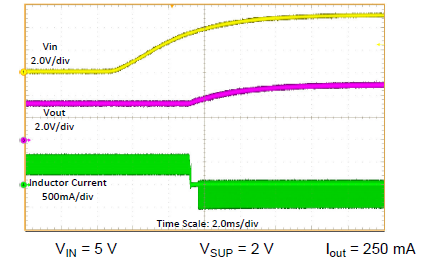 Vin
2.0V/div
Vout
2.0V/div
Inductor Current
500mA/div
Time Scale: 2.0ms/div
VIN = 5 V VSUP = 2 V Iout = 250 mA